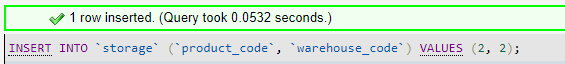 1 row inserted. (Query took 0.0532 seconds.)
INSERT INTO `storage` (`product_code`, `warehouse_code`) VALUES (2, 2);